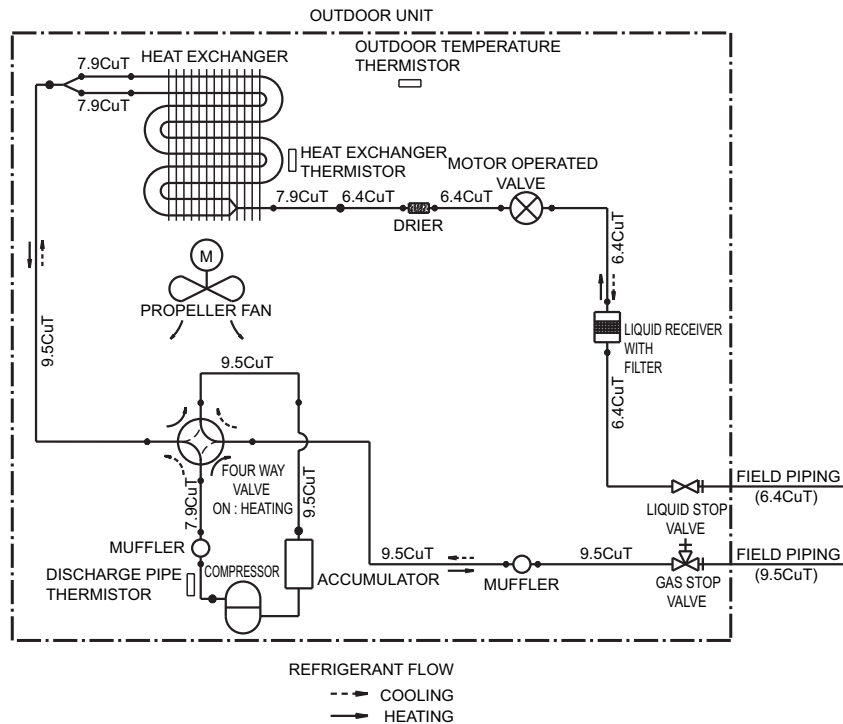 OUTDOOR UNIT
HEAT EXCHANGER
OUTDOOR TEMPERATURE
THERMISTOR
7.9CuT
7.9CuT
HEAT EXCHANGER
THERMISTOR
MOTOR OPERATED
VALVE
7.9CuT
6.4CuT
6.4CuT
DRIER
6.4CuT
M
PROPELLER FAN
9.5CuT
LIQUID RECEIVER
WITH
FILTER
9.5CuT
6.4CuT
FOUR WAY
VALVE
ON : HEATING
7.9CuT
9.5CuT
FIELD PIPING
(6.4CuT)
LIQUID STOP
VALVE
MUFFLER
COMPRESSOR
DISCHARGE PIPE
THERMISTOR
ACCUMULATOR
9.5CuT
MUFFLER
9.5CuT
GAS STOP
VALVE
FIELD PIPING
(9.5CuT)
REFRIGERANT FLOW
COOLING
HEATING